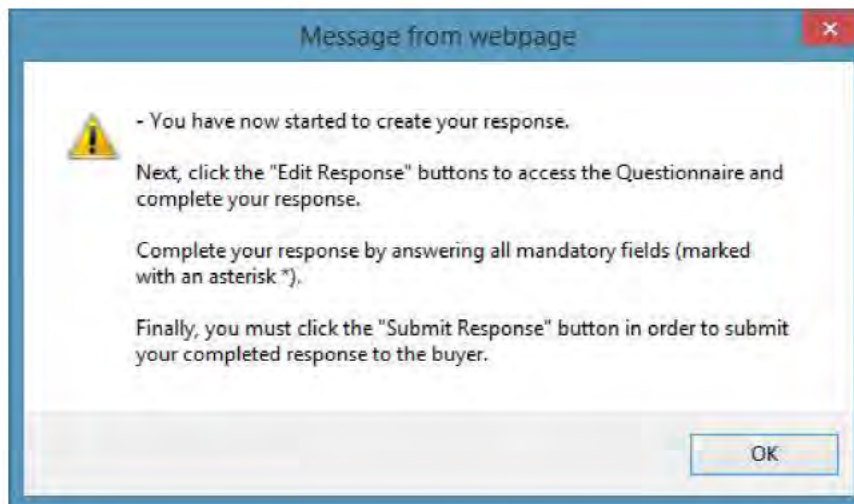 Message from webpage
- You have now started to create your response.
Next, click the "Edit Response" buttons to access the Questionnaire and
complete your response.
Complete your response by answering all mandatory fields (marked
with an asterisk *).
Finally, you must click the "Submit Response" button in order to submit
your completed response to the buyer.
OK